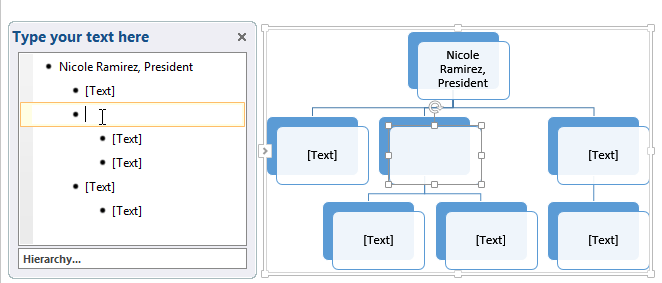 Type your text here
Nicole Ramirez, President
[Text]
[Text]
[Text]
[Text]
[Text]
Hierarchy...
Nicole
Ramirez,
President
[Text]
[Text]
[Text]
[Text]
[Text]